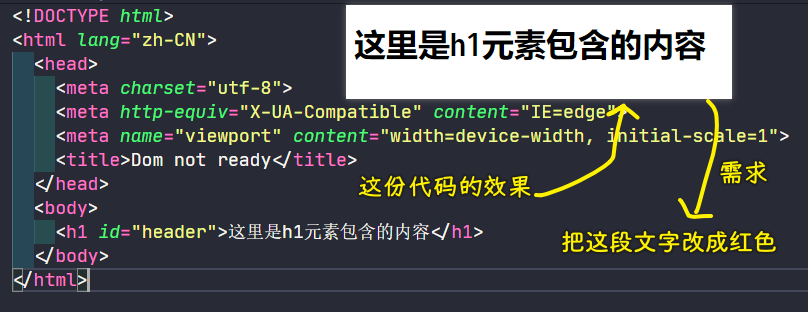 <!DOCTYPE html>
<html lang="zh-CN">
<head>
这里是h1元素包含的内容
<meta charset="utf-8">
<meta http-equiv="X-UA-Compatible" content="IE=edge"
<meta name="viewport" content="width=device-width, initial-scale=1">
<title>Dom not ready</title>
</head>
这份代码的效果
需求
<body>
<h1 id="header">这里是h1元素包含的内容</h1>
把这段文字改成红色
</body>
</html>